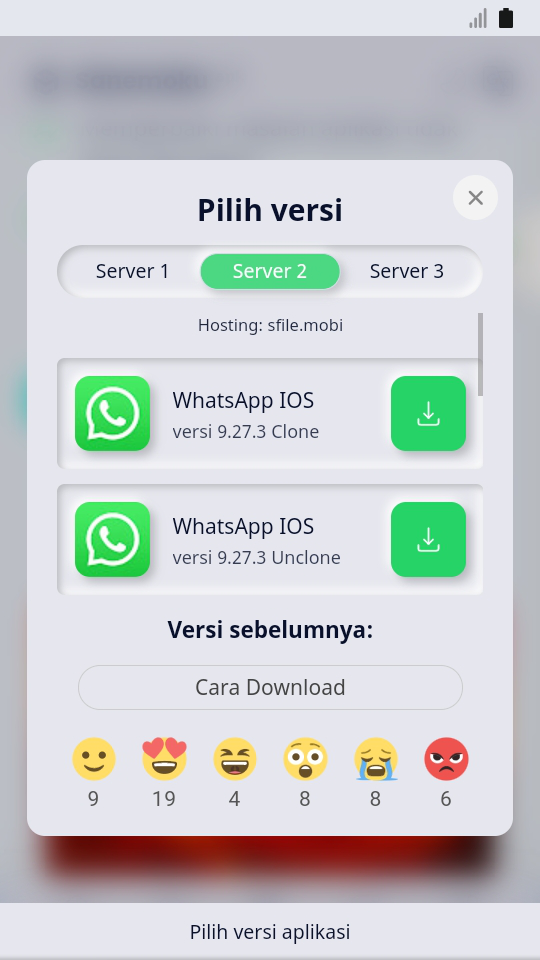 Pilih versi
Server 1 Server 2 Server 3
Hosting: sfile.mobi
WhatsApp IOS
versi 9.27.3 Clone
WhatsApp IOS
versi 9.27.3 Unclone
Versi sebelumnya:
Cara Download
9 19 4 8 8 6
Pilih versi aplikasi